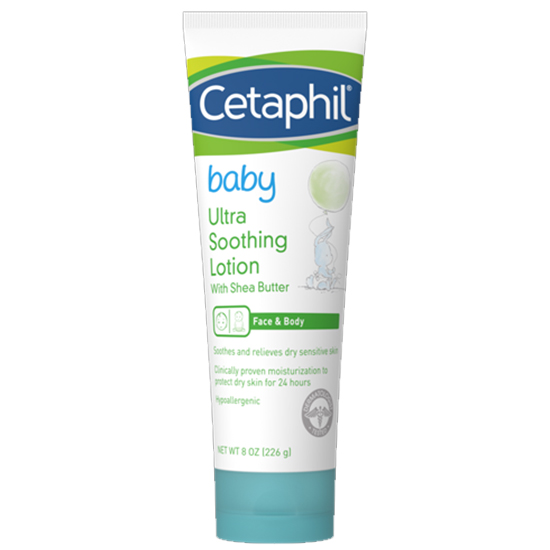 Cetaphil®
baby
Ultra
Soothing
Lotion
With Shea Butter
Face & Body
Soothes and relieves dry sensitive skin
Clinically proven moisturization to
protect dry skin for 24 hours
Hypoallergenic
NET WT 8 OZ (226 g)